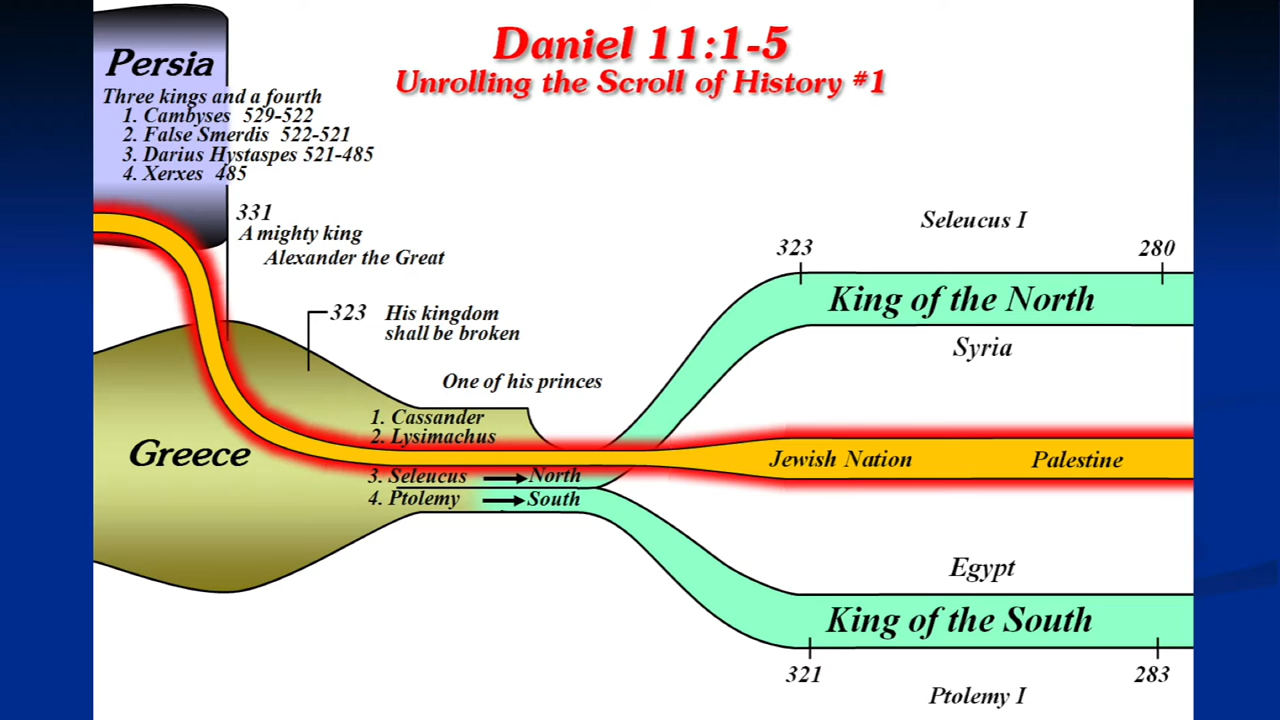 Daniel 11:1-5
Unrolling the Scroll of History #1
Persia
Three kings and a fourth
1. Cambyses 529-522
2. False Smerdis 522-521
3. Darius Hystaspes 521-485
4. Xerxes 485
331
A mighty king
Alexander the Great
323 His kingdom
shall be broken
One of his princes
1. Cassander
2. Lysimachus
3. Seleucus North
4. Ptolemy South
Greece
Seleucus I
323 280
King of the North
Syria
Jewish Nation Palestine
Egypt
King of the South
321 283
Ptolemy I